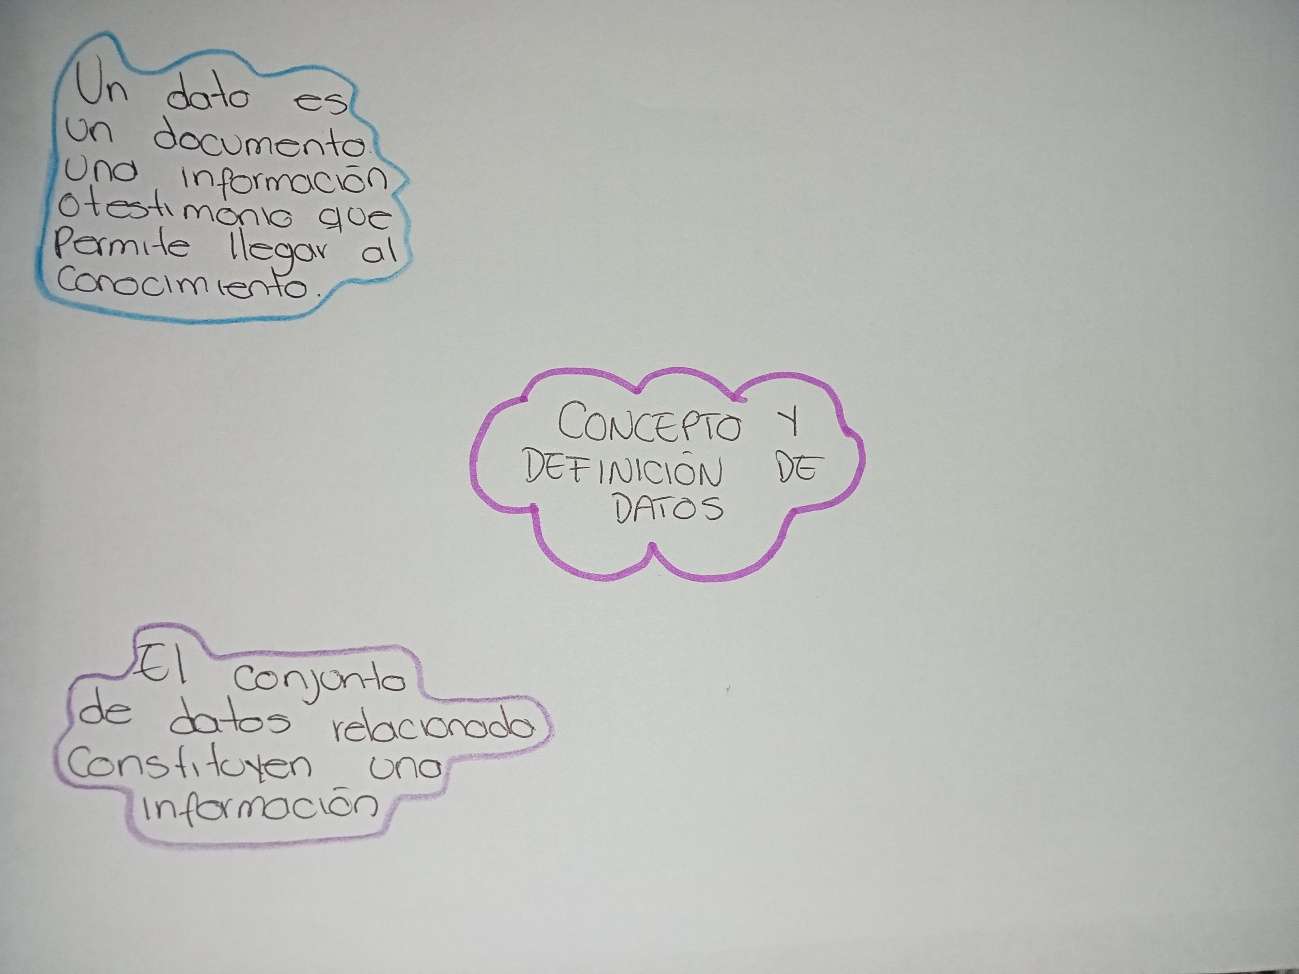 Un dato es
un documento.
una información
o testimonio que
Permite llegar al
Conocimiento.
CONCEPTO Y
DEFINICIÓN DE
DATOS
El conjunto
de datos relacionado
Constituyen una
información